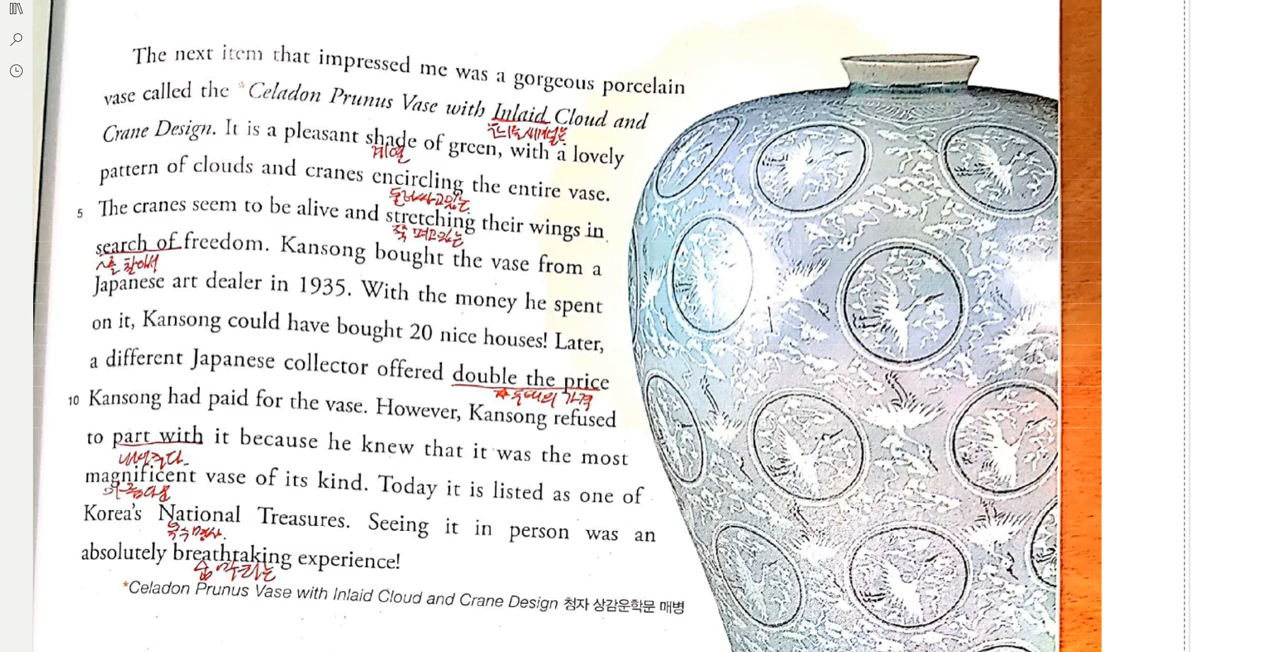 The next item that impressed me was a gorgeous porcelain
vase called the *Celadon Prunus Vase with Inlaid Cloud and
Crane Design. It is a pleasant shade of green, with a lovely
계열
pattern of clouds and cranes encircling the entire vase.
둘러싸고있는
5 The cranes seem to be alive and stretching their wings in
쭉 펴고있는
search of freedom. Kansong bought the vase from a
~을 찾아서
Japanese art dealer in 1935. With the money he spent
on it, Kansong could have bought 20 nice houses! Later,
a different Japanese collector offered double the price
☆두배의 가격
10 Kansong had paid for the vase. However, Kansong refused
to part with it because he knew that it was the most
내어주다
magnificent vase of its kind. Today it is listed as one of
아름다운
Korea's National Treasures. Seeing it in person was an
복수명사.
absolutely breathtaking experience!
숨막히는
*Celadon Prunus Vase with Inlaid Cloud and Crane Design 청자 상감운학문 매병